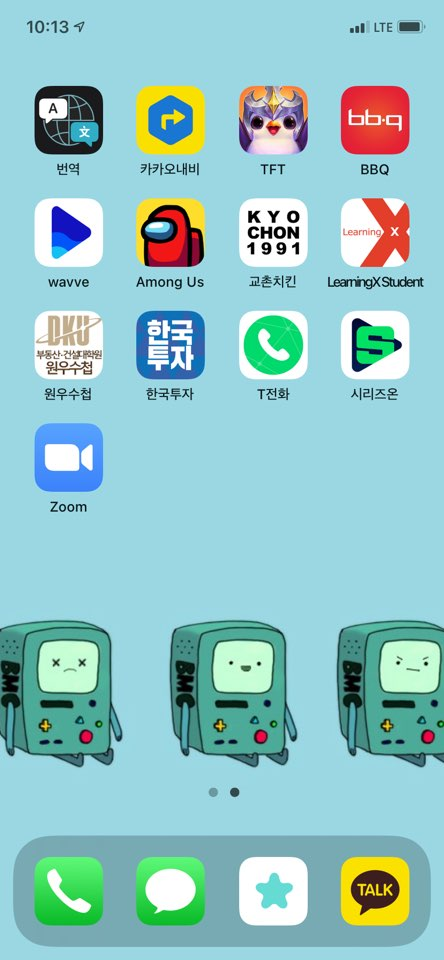 10:13
LTE
A
文
번역
카카오내비
TFT
bb.q
BBQ
wavve
Among Us
KYO
CHON
1991
교촌치킨
Learning X
LearningX Student
DKU
부동산·건설대학원
원우수첩
원우수첩
한국
투자
한국투자
T전화
S
시리즈온
Zoom
BMO
BMO
BMO
TALK